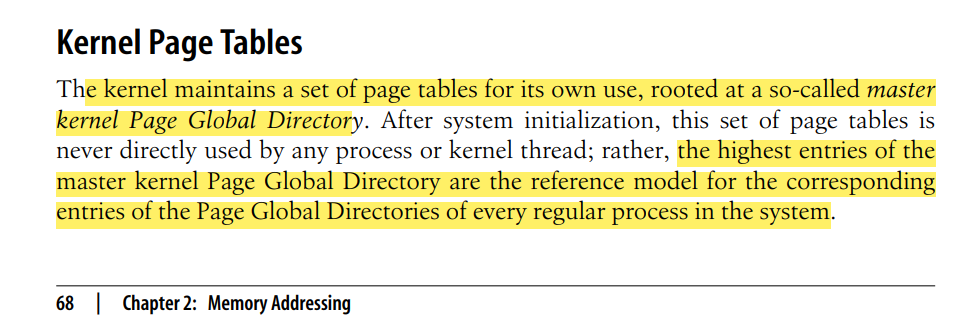 Kernel Page Tables
The kernel maintains a set of page tables for its own use, rooted at a so-called master
kernel Page Global Directory. After system initialization, this set of page tables is
never directly used by any process or kernel thread; rather, the highest entries of the
master kernel Page Global Directory are the reference model for the corresponding
entries of the Page Global Directories of every regular process in the system.
68 | Chapter 2: Memory Addressing